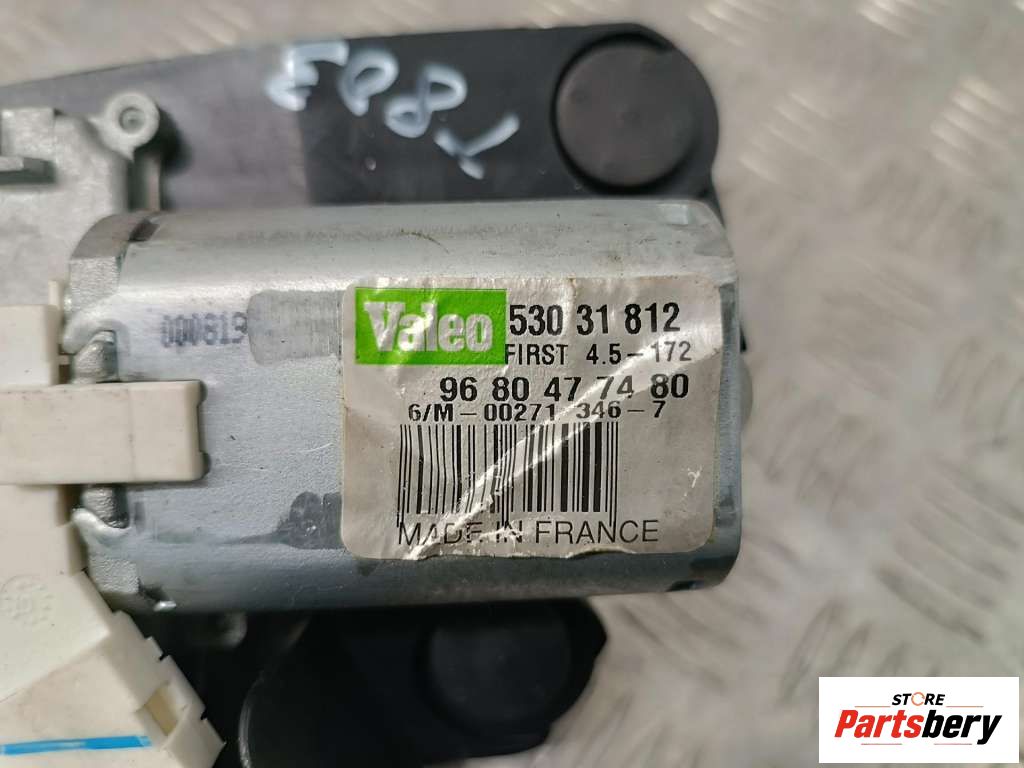 000813
Valeo 530 31 812
FIRST 4.5-172
96 80 47 74 80
6/M-00271 346-7
MADE IN FRANCE
STORE
Partsbery